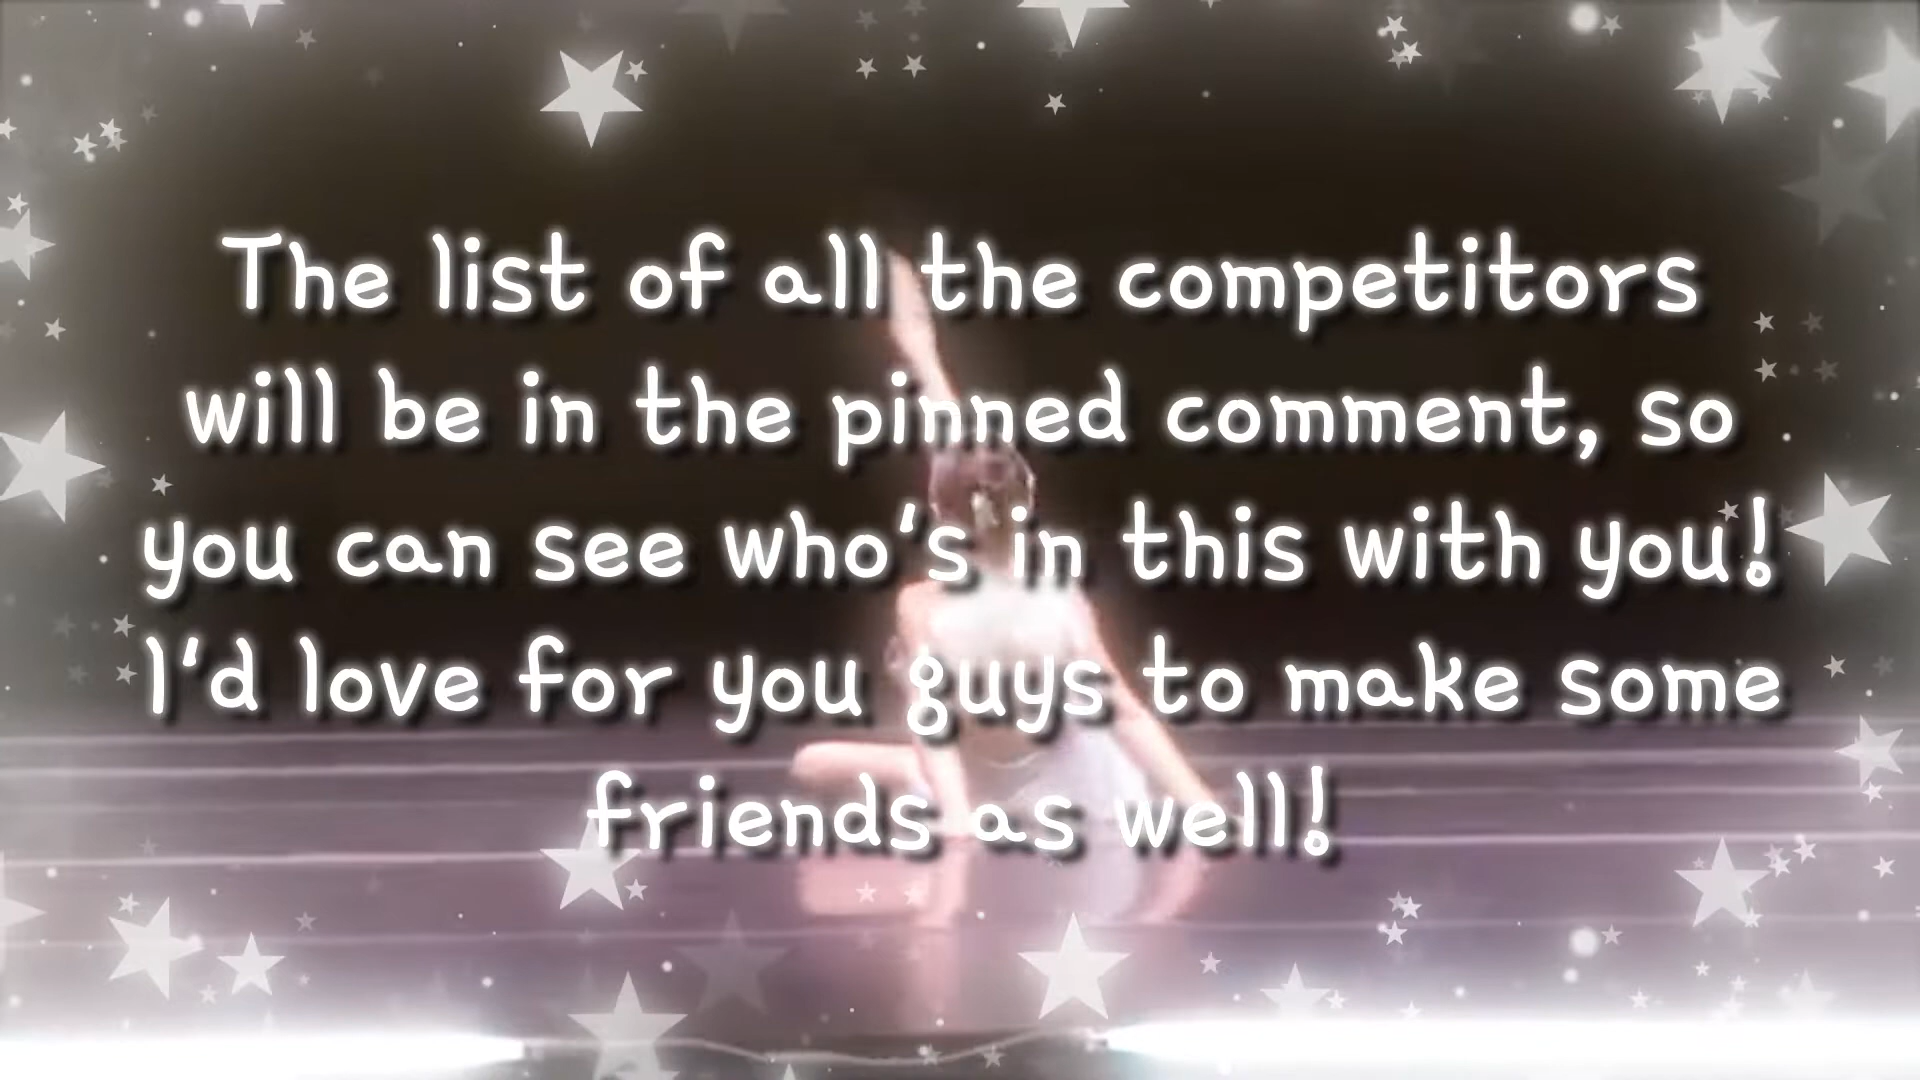 The list of all the competitors
will be in the pinned comment, so
you can see who's in this with you!
I'd love for you guys to make some
friends as well!